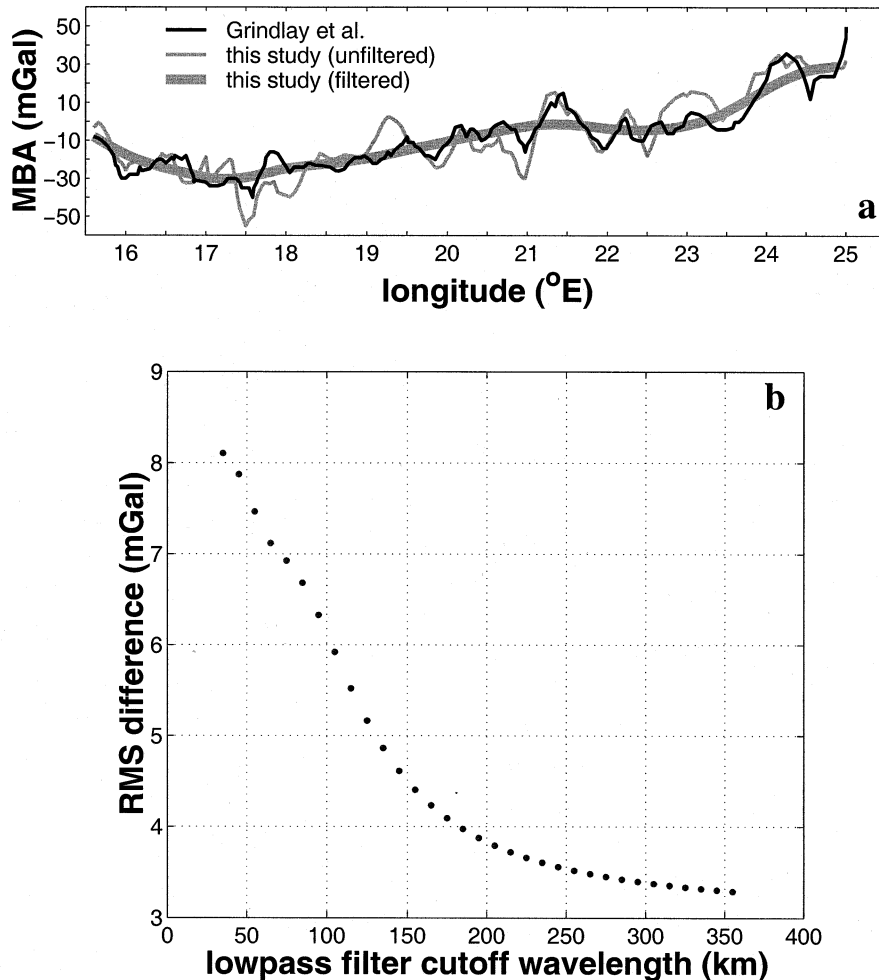 50
30
10
−10
−30
−50
MBA (mGal)
Grindlay et al.
this study (unfiltered)
this study (filtered)
a
16 17 18 19 20 21 22 23 24 25
longitude (°E)
9
8
7
6
5
4
3
RMS difference (mGal)
b
0 50 100 150 200 250 300 350 400
lowpass filter cutoff wavelength (km)